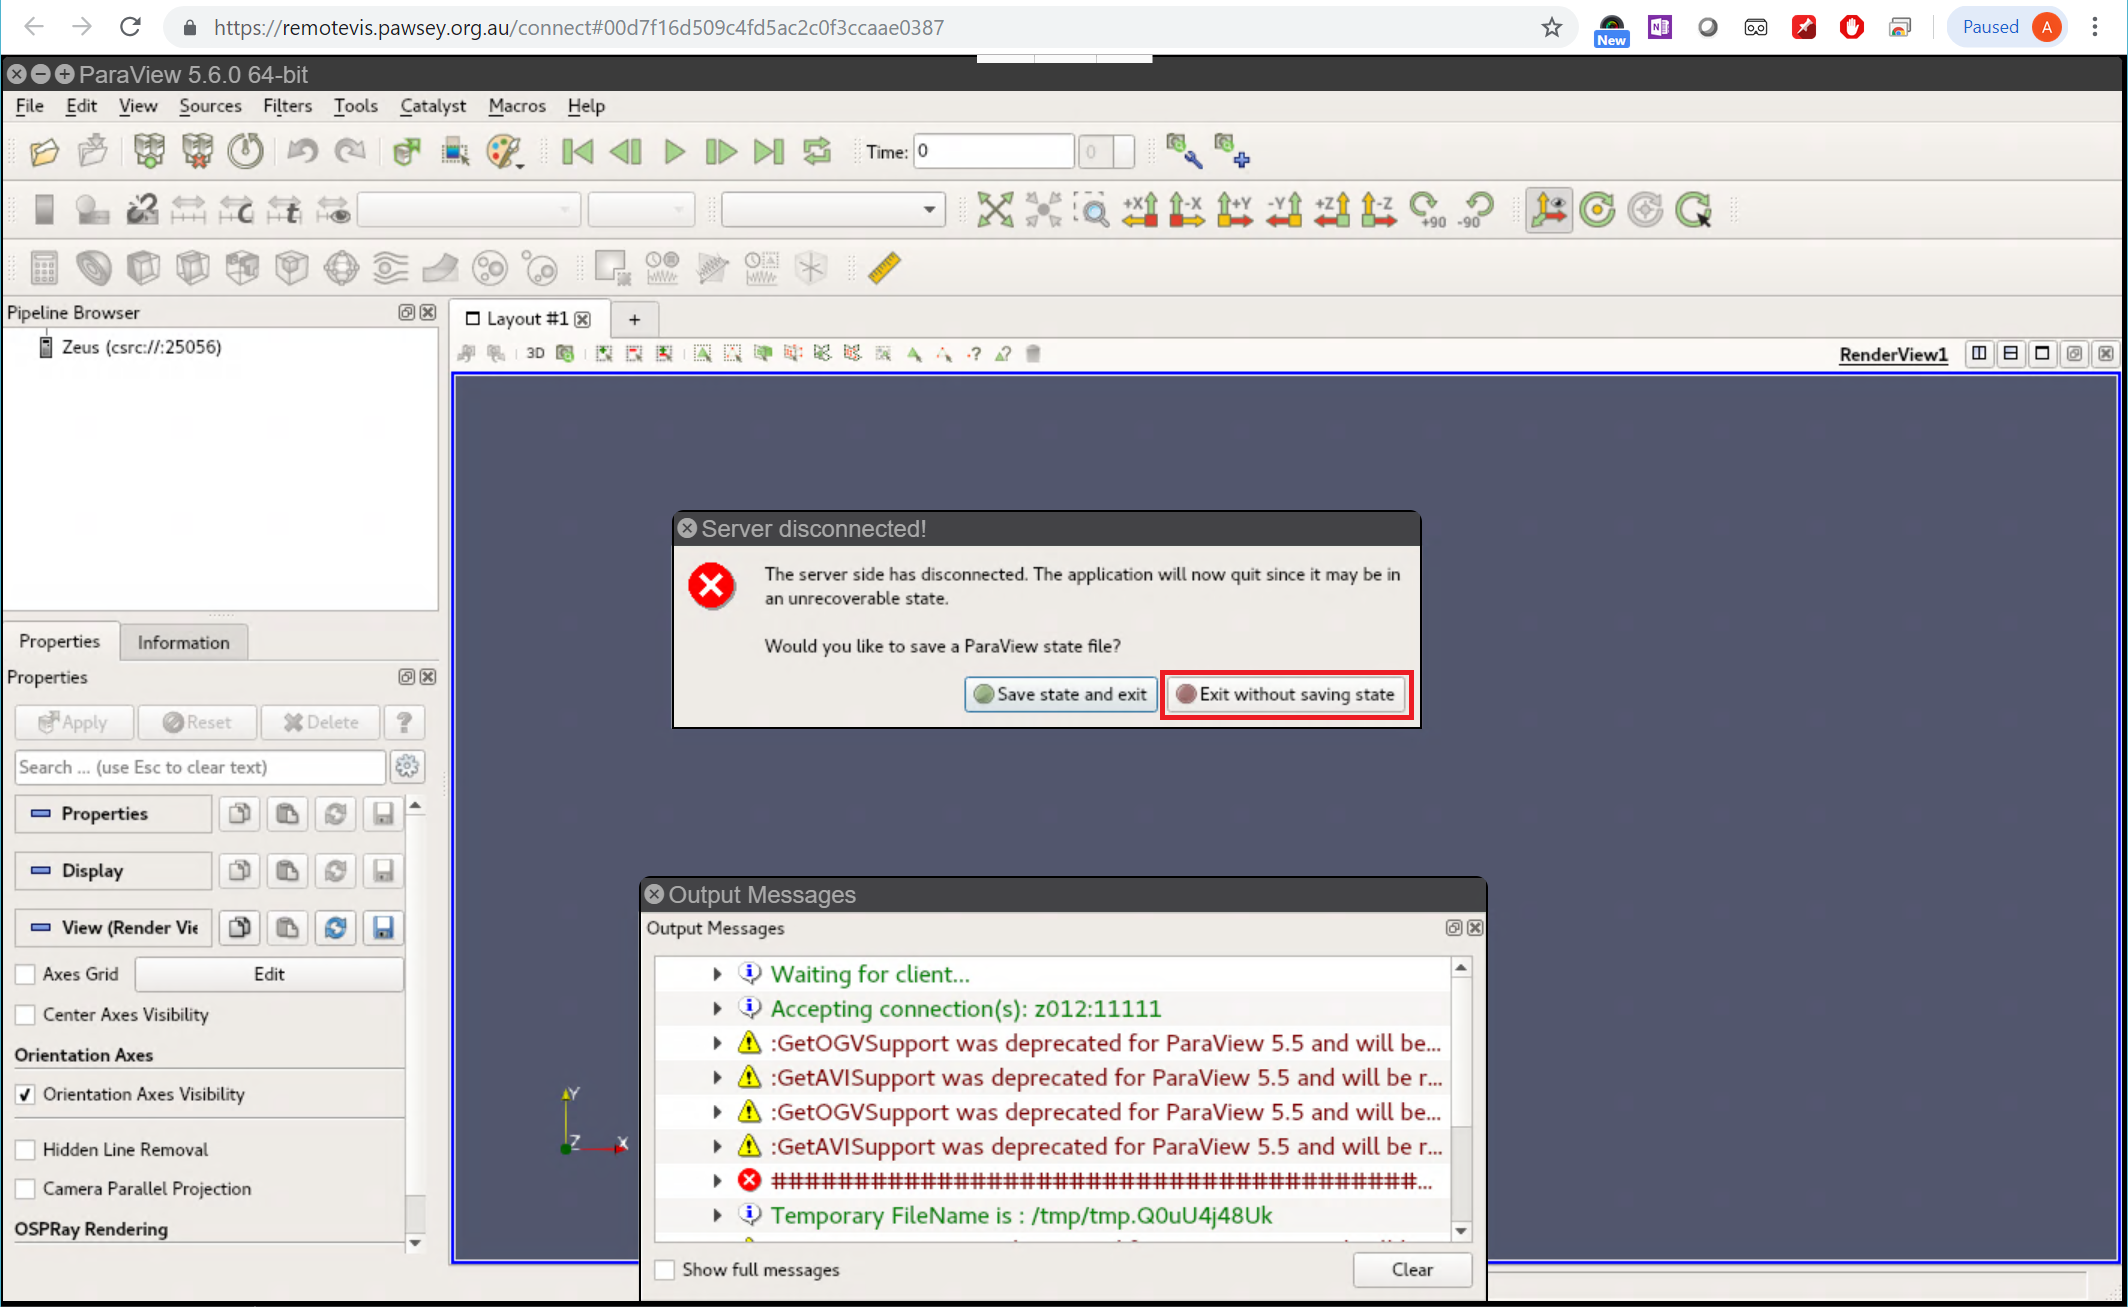 https://remotevis.pawsey.org.au/connect#00d7f16d509c4fd5ac2c0f3ccaae0387
New
N
Paused
A
ParaView 5.6.0 64-bit
File Edit View Sources Filters Tools Catalyst Macros Help
Time: 0
0
C
t
+X
-X
+Y
-Y
+Z
-Z
+90
-90
Pipeline Browser
Zeus (csrc://:25056)
Layout #1
+
3D
RenderView1
Server disconnected!
The server side has disconnected. The application will now quit since it may be in
an unrecoverable state.
Would you like to save a ParaView state file?
Save state and exit
Exit without saving state
Properties
Information
Properties
Apply
Reset
Delete
?
Search ... (use Esc to clear text)
Properties
Display
View (Render Vie
Axes Grid
Edit
Center Axes Visibility
Orientation Axes
Orientation Axes Visibility
Hidden Line Removal
Camera Parallel Projection
OSPRay Rendering
Y
Z
X
Output Messages
Output Messages
Waiting for client...
Accepting connection(s): z012:11111
:GetOGVSupport was deprecated for ParaView 5.5 and will be...
:GetAVISupport was deprecated for ParaView 5.5 and will be r...
:GetOGVSupport was deprecated for ParaView 5.5 and will be...
:GetAVISupport was deprecated for ParaView 5.5 and will be r...
#######################################...
Temporary FileName is : /tmp/tmp.Q0uU4j48Uk
Show full messages
Clear